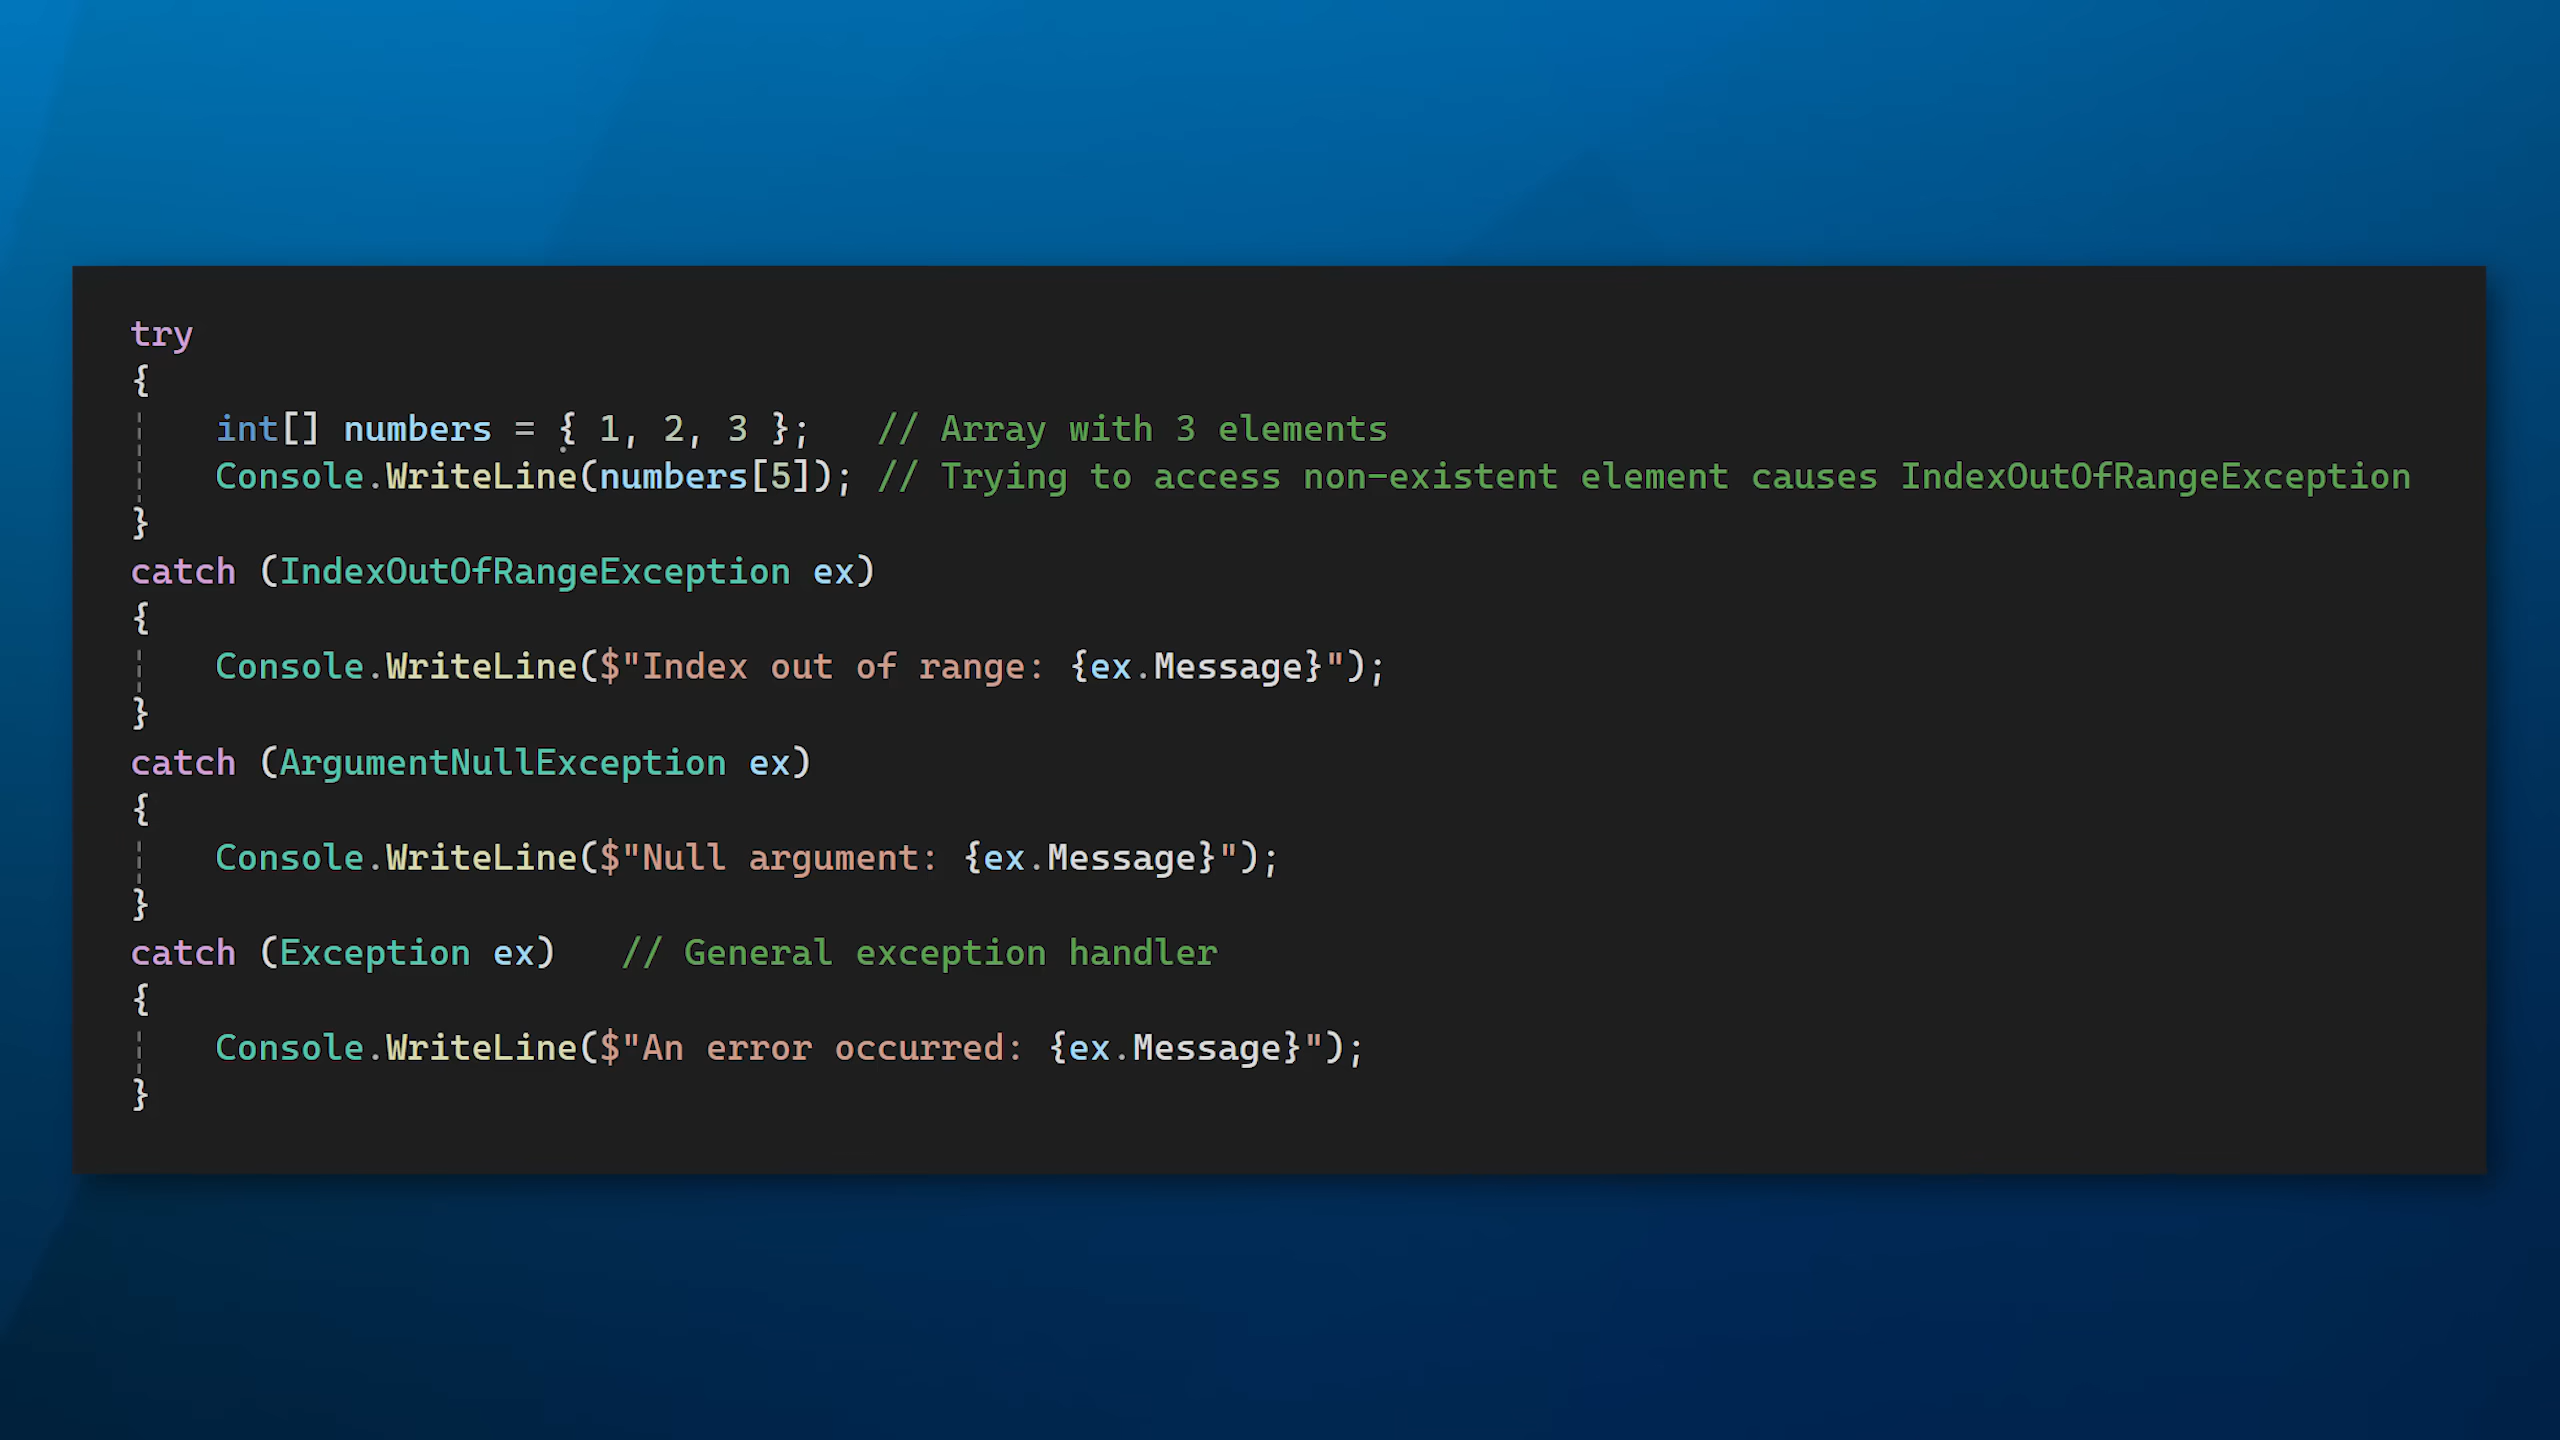 try
{
    int[] numbers = { 1, 2, 3 };   // Array with 3 elements
    Console.WriteLine(numbers[5]); // Trying to access non-existent element causes IndexOutOfRangeException
}
catch (IndexOutOfRangeException ex)
{
    Console.WriteLine($"Index out of range: {ex.Message}");
}
catch (ArgumentNullException ex)
{
    Console.WriteLine($"Null argument: {ex.Message}");
}
catch (Exception ex)   // General exception handler
{
    Console.WriteLine($"An error occurred: {ex.Message}");
}